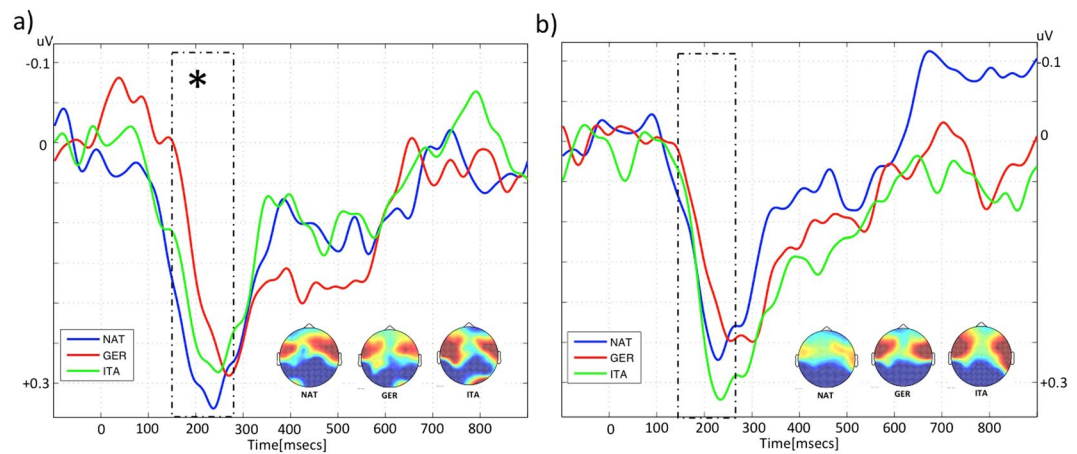 a)
uV
-0.1
0
+0.3
*
NAT
GER
ITA
NAT
GER
ITA
0 100 200 300 400 500 600 700 800
Time[msecs]
b)
uV
-0.1
0
+0.3
NAT
GER
ITA
NAT
GER
ITA
0 100 200 300 400 500 600 700 800
Time[msecs]